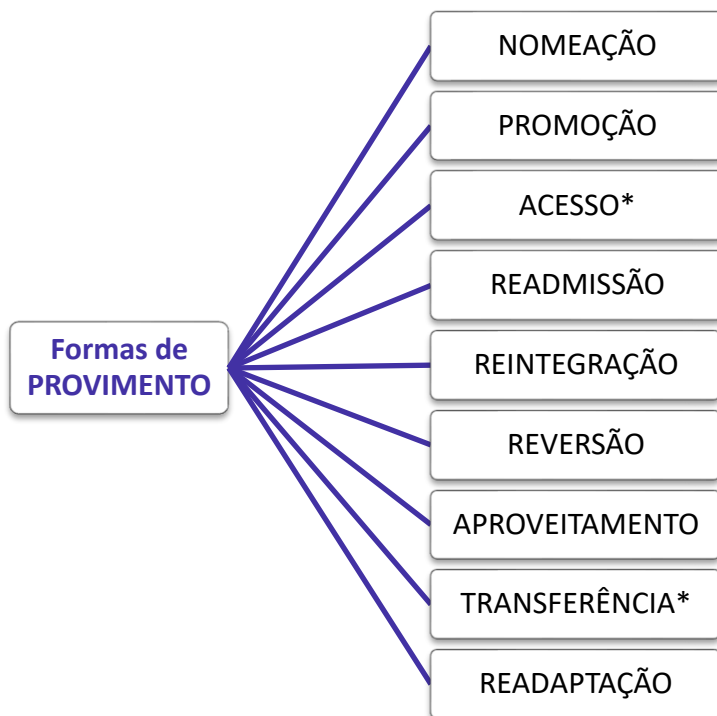 NOMEAÇÃO
PROMOÇÃO
ACESSO*
READMISSÃO
Formas de
PROVIMENTO
REINTEGRAÇÃO
REVERSÃO
APROVEITAMENTO
TRANSFERÊNCIA*
READAPTAÇÃO